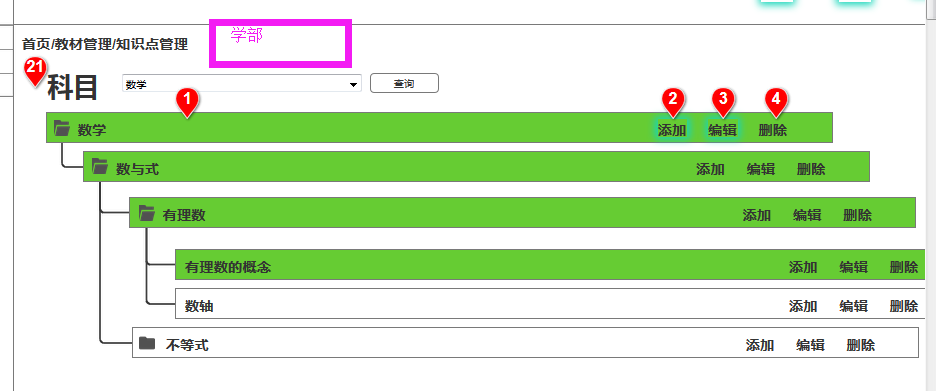 学部
首页/教材管理/知识点管理
21
科目 数学 查询
1 2 3 4
数学 添加 编辑 删除
数与式 添加 编辑 删除
有理数 添加 编辑 删除
有理数的概念 添加 编辑 删除
数轴 添加 编辑 删除
不等式 添加 编辑 删除